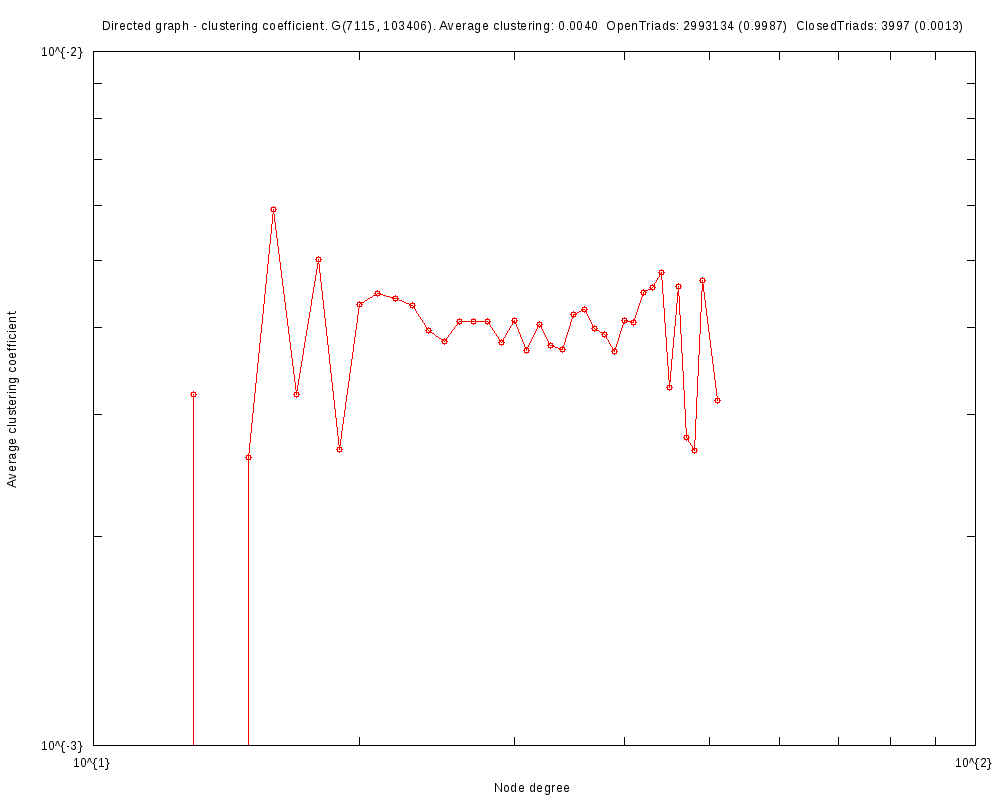 Directed graph - clustering coefficient. G(7115, 103406). Average clustering: 0.0040  OpenTriads: 2993134 (0.9987)  ClosedTriads: 3997 (0.0013)
10^{-2}
Average clustering coefficient
10^{-3}
10^{1}
10^{2}
Node degree